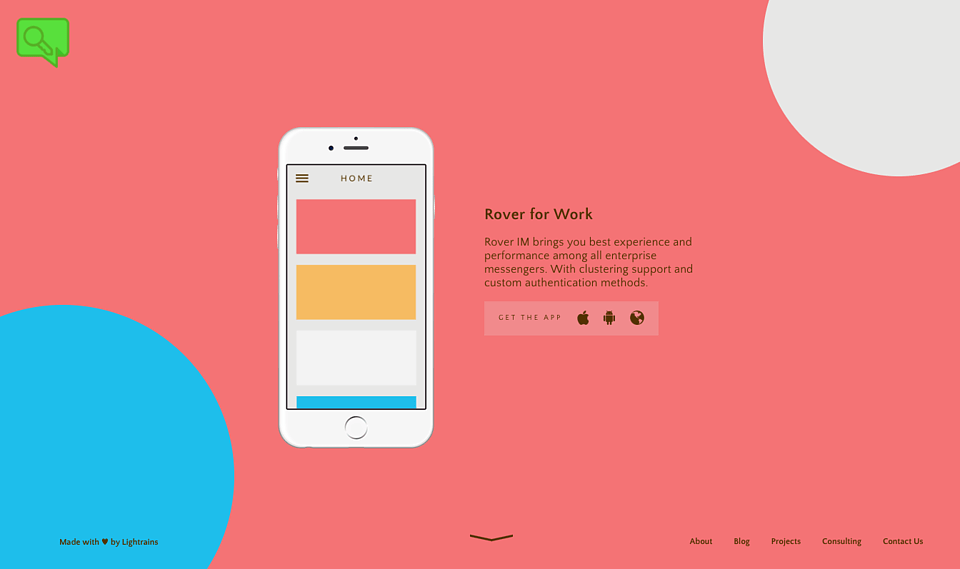 HOME
Rover for Work
Rover IM brings you best experience and
performance among all enterprise
messengers. With clustering support and
custom authentication methods.
GET THE APP
Made with ♥ by Lightrains
About Blog Projects Consulting Contact Us